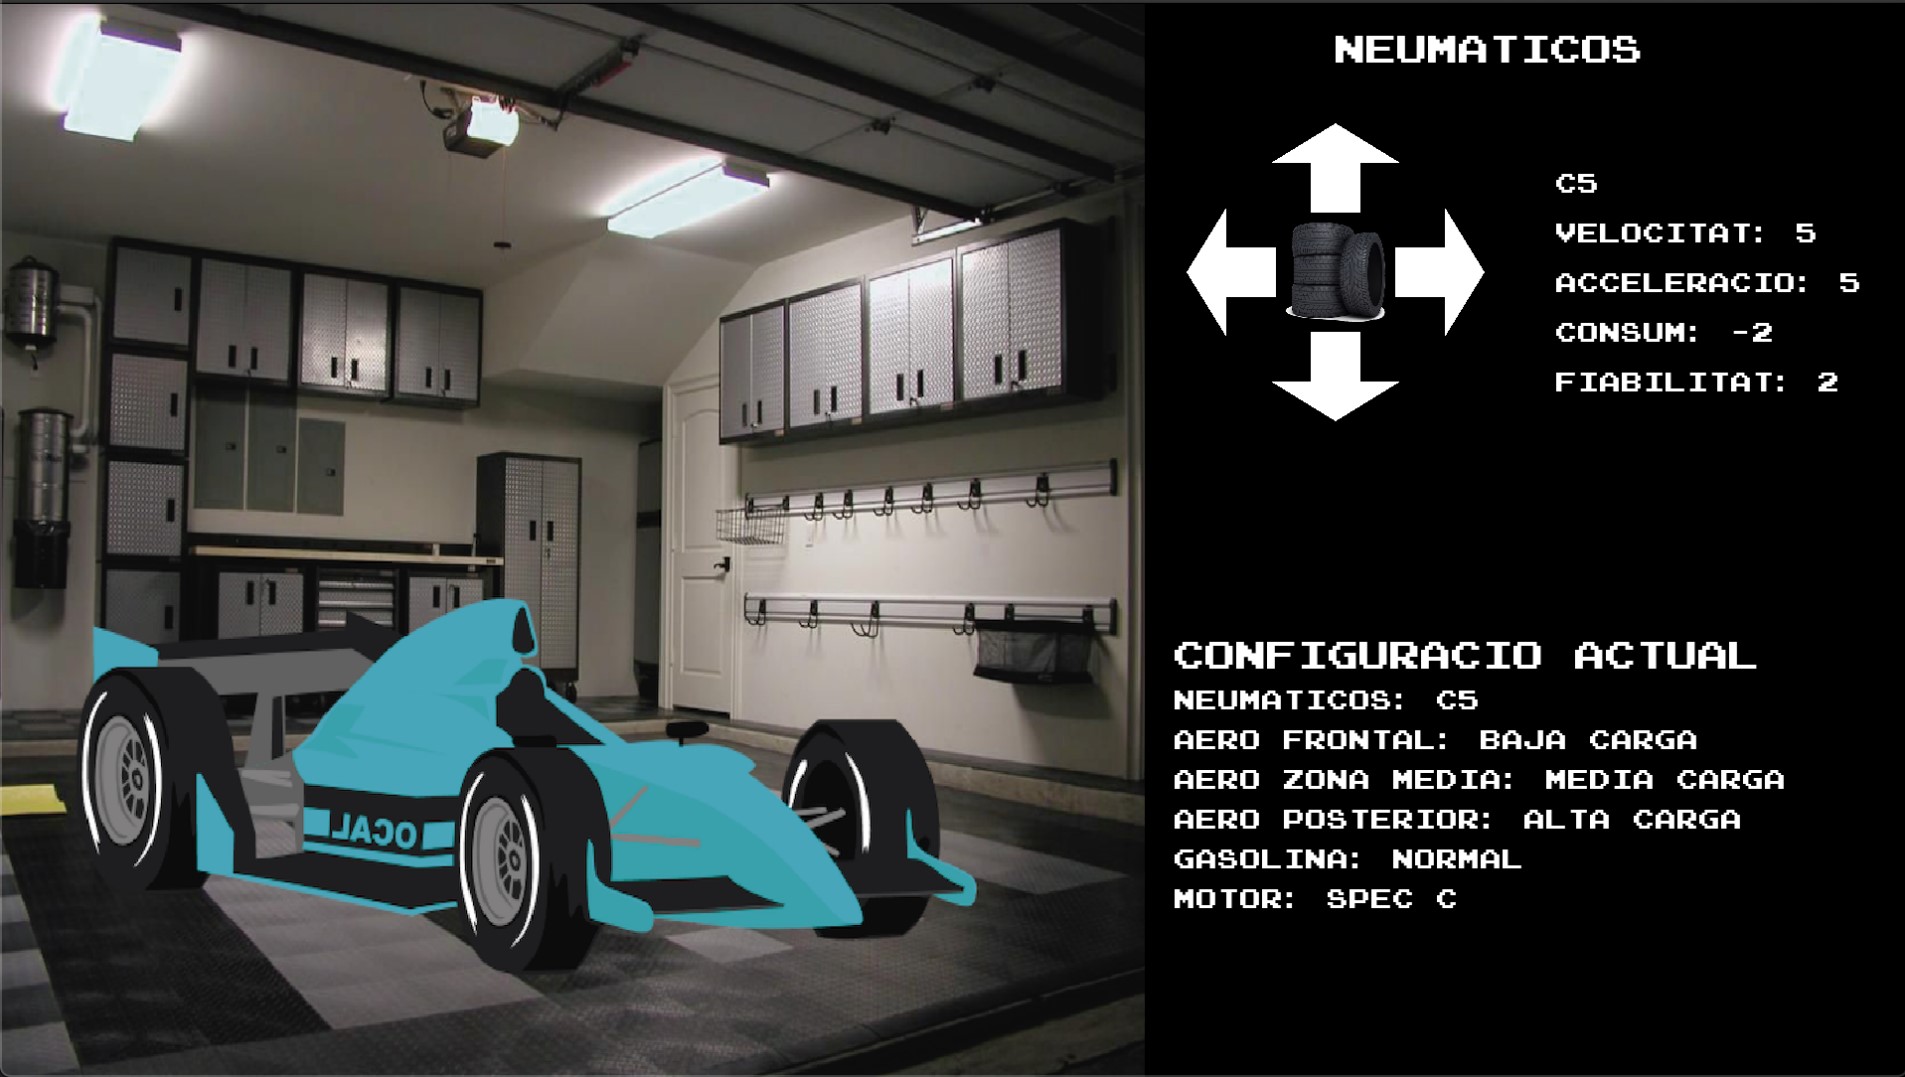 NEUMATICOS
C5
VELOCITAT: 5
ACCELERACIO: 5
CONSUM: -2
FIABILITAT: 2
CONFIGURACIO ACTUAL
NEUMATICOS: C5
AERO FRONTAL: BAJA CARGA
AERO ZONA MEDIA: MEDIA CARGA
AERO POSTERIOR: ALTA CARGA
GASOLINA: NORMAL
MOTOR: SPEC C
OCAL